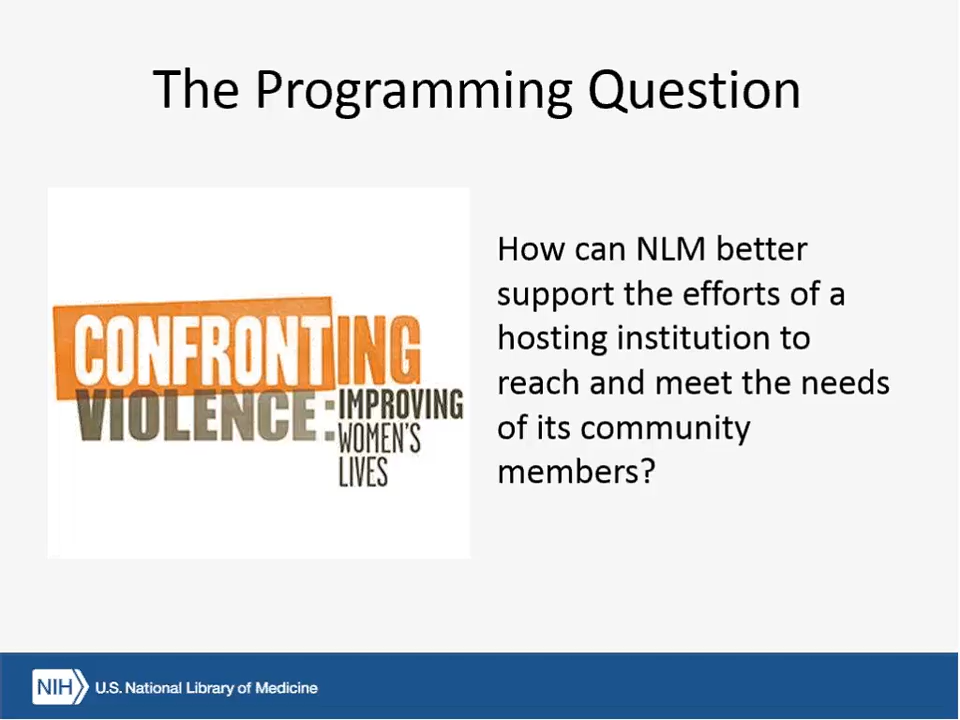 The Programming Question
CONFRONTING
VIOLENCE: IMPROVING
WOMEN'S
LIVES
How can NLM better
support the efforts of a
hosting institution to
reach and meet the needs
of its community
members?
NIH U.S. National Library of Medicine